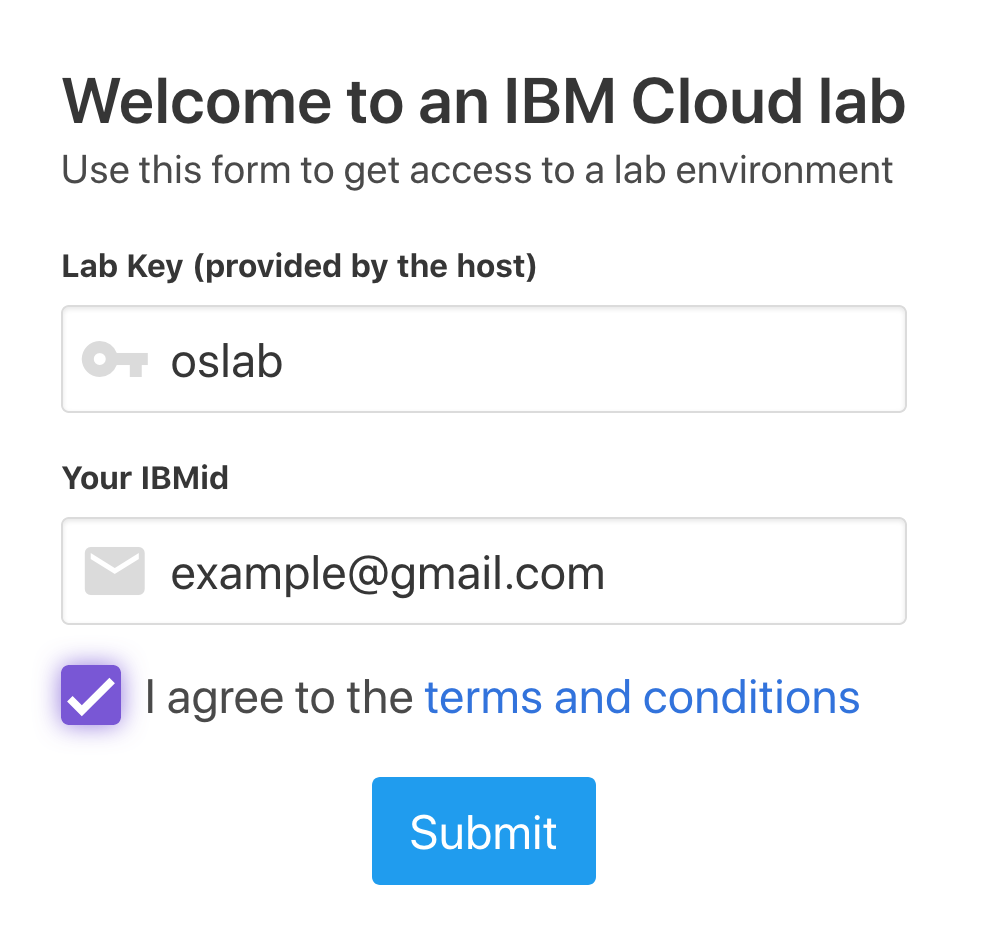 Welcome to an IBM Cloud lab
Use this form to get access to a lab environment
Lab Key (provided by the host)
oslab
Your IBMid
example@gmail.com
I agree to the terms and conditions
Submit